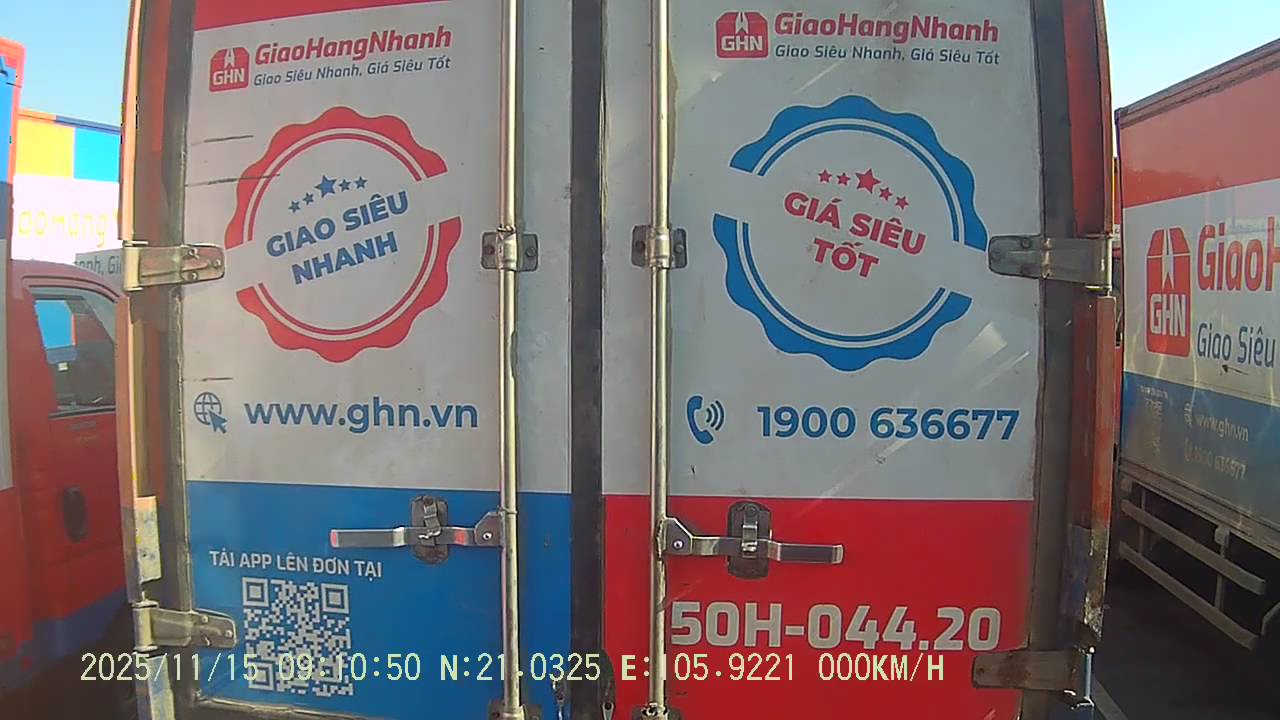 GHN
GiaoHangNhanh
Giao Siêu Nhanh, Giá Siêu Tốt
GIAO SIÊU
NHANH
www.ghn.vn
TẢI APP LÊN ĐƠN TẠI
GHN
GiaoHangNhanh
Giao Siêu Nhanh, Giá Siêu Tốt
GIÁ SIÊU
TỐT
1900 636677
50H-044.20
GHN
Giao Siêu
www.ghn.vn
1900 636677
2025/11/15 09:10:50 N:21.0325 E:105.9221 000KM/H